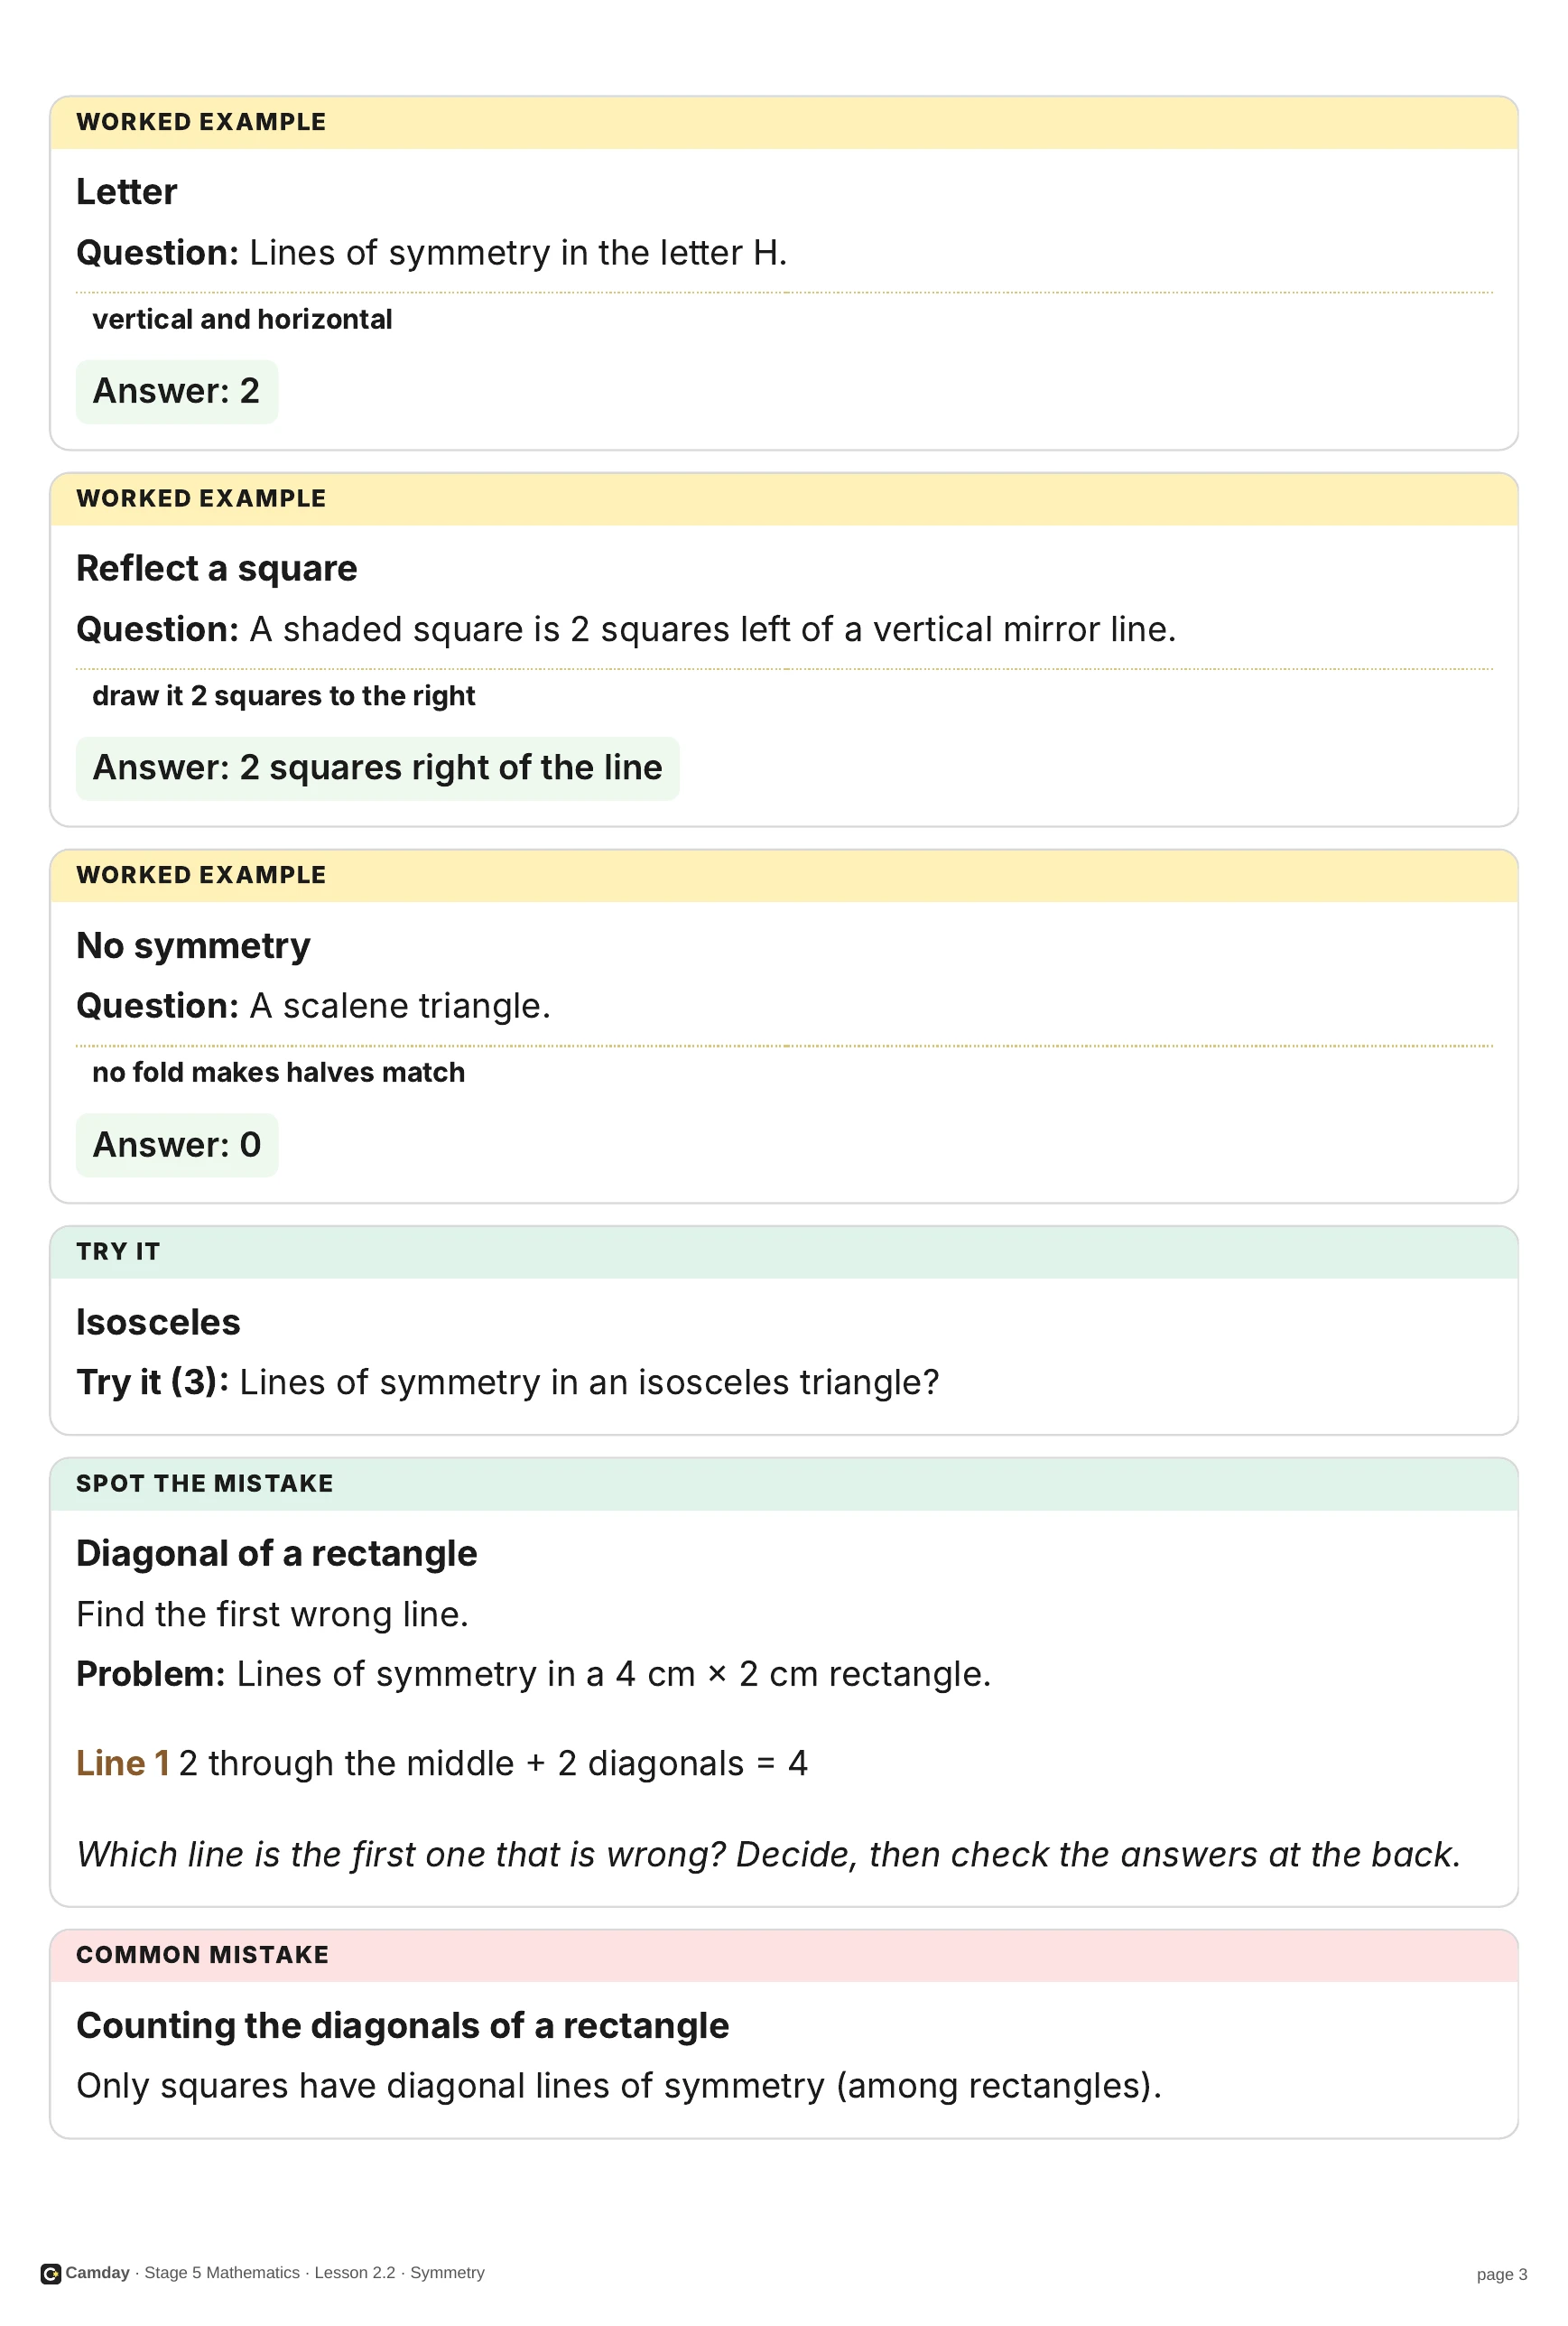 WORKED EXAMPLE
Letter
Question: Lines of symmetry in the letter H.
vertical and horizontal
Answer: 2
WORKED EXAMPLE
Reflect a square
Question: A shaded square is 2 squares left of a vertical mirror line.
draw it 2 squares to the right
Answer: 2 squares right of the line
WORKED EXAMPLE
No symmetry
Question: A scalene triangle.
no fold makes halves match
Answer: 0
TRY IT
Isosceles
Try it (3): Lines of symmetry in an isosceles triangle?
SPOT THE MISTAKE
Diagonal of a rectangle
Find the first wrong line.
Problem: Lines of symmetry in a 4 cm × 2 cm rectangle.
Line 1 2 through the middle + 2 diagonals = 4
Which line is the first one that is wrong? Decide, then check the answers at the back.
COMMON MISTAKE
Counting the diagonals of a rectangle
Only squares have diagonal lines of symmetry (among rectangles).
Camday · Stage 5 Mathematics · Lesson 2.2 · Symmetry
page 3